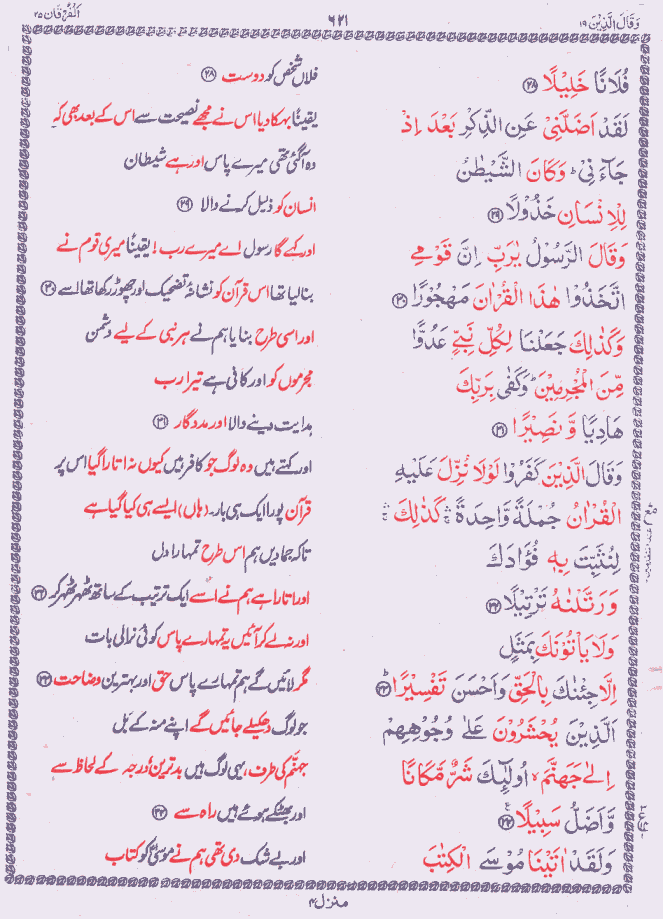 وَقَالَ الَّذِيْنَ ١٩
٦٢١
اَلْفُرْقَان ٢٥
فُلَانًا خَلِيْلًا ﴿٢٨﴾
فلاں شخص کو دوست ﴿٢٨﴾
لَقَدْ اَضَلَّنِيْ عَنِ الذِّكْرِ بَعْدَ اِذْ
یقینًا بہکا دیا اس نے مجھے نصیحت سے اس کے بعد بھی کہ
جَآءَنِيْ ؕ وَكَانَ الشَّيْطٰنُ
وہ آگئی تھی میرے پاس اور ہے شیطان
لِلْاِنْسَانِ خَذُوْلًا ﴿٢٩﴾
انسان کو ذلیل کرنے والا ﴿٢٩﴾
وَقَالَ الرَّسُوْلُ يٰرَبِّ اِنَّ قَوْمِي
اور کہے گا رسول اے میرے رب! یقینًا میری قوم نے
اتَّخَذُوْا هٰذَا الْقُرْاٰنَ مَهْجُوْرًا ﴿٣٠﴾
بنا لیا تھا اس قرآن کو نشانۂ تضحیک اور چھوڑ رکھا تھا اسے ﴿٣٠﴾
وَكَذٰلِكَ جَعَلْنَا لِكُلِّ نَبِيٍّ عَدُوًّا
اور اسی طرح بنایا ہم نے ہر نبی کے لیے دشمن
مِّنَ الْمُجْرِمِيْنَ ؕ وَكَفٰى بِرَبِّكَ
مجرموں کو اور کافی ہے تیرا رب
هَادِيًا وَّنَصِيْرًا ﴿٣١﴾
ہدایت دینے والا اور مددگار ﴿٣١﴾
وَقَالَ الَّذِيْنَ كَفَرُوْا لَوْلَا نُزِّلَ عَلَيْهِ
اور کہتے ہیں وہ لوگ جو کافر ہیں کیوں نہ اتارا گیا اس پر
الْقُرْاٰنُ جُمْلَةً وَّاحِدَةً ۛ كَذٰلِكَ ۛ
قرآن پورا ایک ہی بار۔ (ہاں) ایسے ہی کیا گیا ہے
لِنُثَبِّتَ بِهٖ فُؤَادَكَ
تاکہ جما دیں ہم اس طرح تمہارا دل
وَرَتَّلْنٰهُ تَرْتِيْلًا ﴿٣٢﴾
اور اتارا ہے ہم نے اسے ایک ترتیب کے ساتھ ٹھہر ٹھہر کر ﴿٣٢﴾
وَلَا يَاْتُوْنَكَ بِمَثَلٍ
اور نہ لے کر آئیں یہ تمہارے پاس کوئی نرالی بات
اِلَّا جِئْنٰكَ بِالْحَقِّ وَاَحْسَنَ تَفْسِيْرًا ؕ ﴿٣٣﴾
مگر لائیں گے ہم تمہارے پاس حق اور بہترین وضاحت ﴿٣٣﴾
اَلَّذِيْنَ يُحْشَرُوْنَ عَلٰى وُجُوْهِهِمْ
جو لوگ دھکیلے جائیں گے اپنے منہ کے بَل
اِلٰى جَهَنَّمَ ۙ اُولٰٓئِكَ شَرٌّ مَّكَانًا
جہنّم کی طرف، یہی لوگ ہیں بدترین درجہ کے لحاظ سے
وَّاَضَلُّ سَبِيْلًا ﴿٣٤﴾ ع
اور بھٹکے ہوئے ہیں راہ سے ﴿٣٤﴾
وَلَقَدْ اٰتَيْنَا مُوْسَى الْكِتٰبَ
اور بے شک دی تھی ہم نے موسیٰؑ کو کتاب
منزل ٤